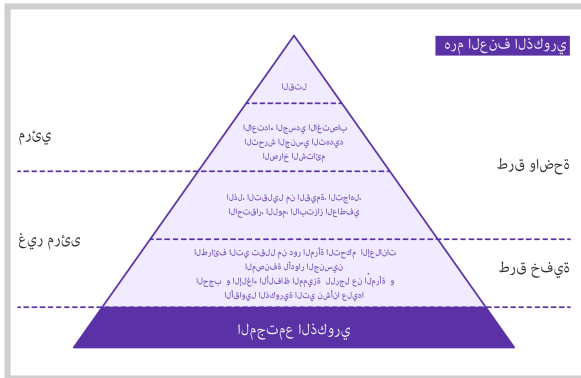 هرم العنف الذكوري
القتل
الاعتداء الجسدي الاغتصاب
التحرش الجنسي التهديد
الصراخ الشتائم
مرئي
طرق واضحة
الذل، التقليل من القيمة، التجاهل،
الاحتقار، اللوم، الابتزاز العاطفي
غير مرئى
الطرائف التي تقلل من دور المرأة التحكم الإعلانات
المصنفة لأدوار الجنسين
الحجب و الإلغاء الألفاظ المميزة للرجل عن المرأة و
الأقاويل الذكورية التي نشأنا عليها
طرق خفية
المجتمع الذكوري